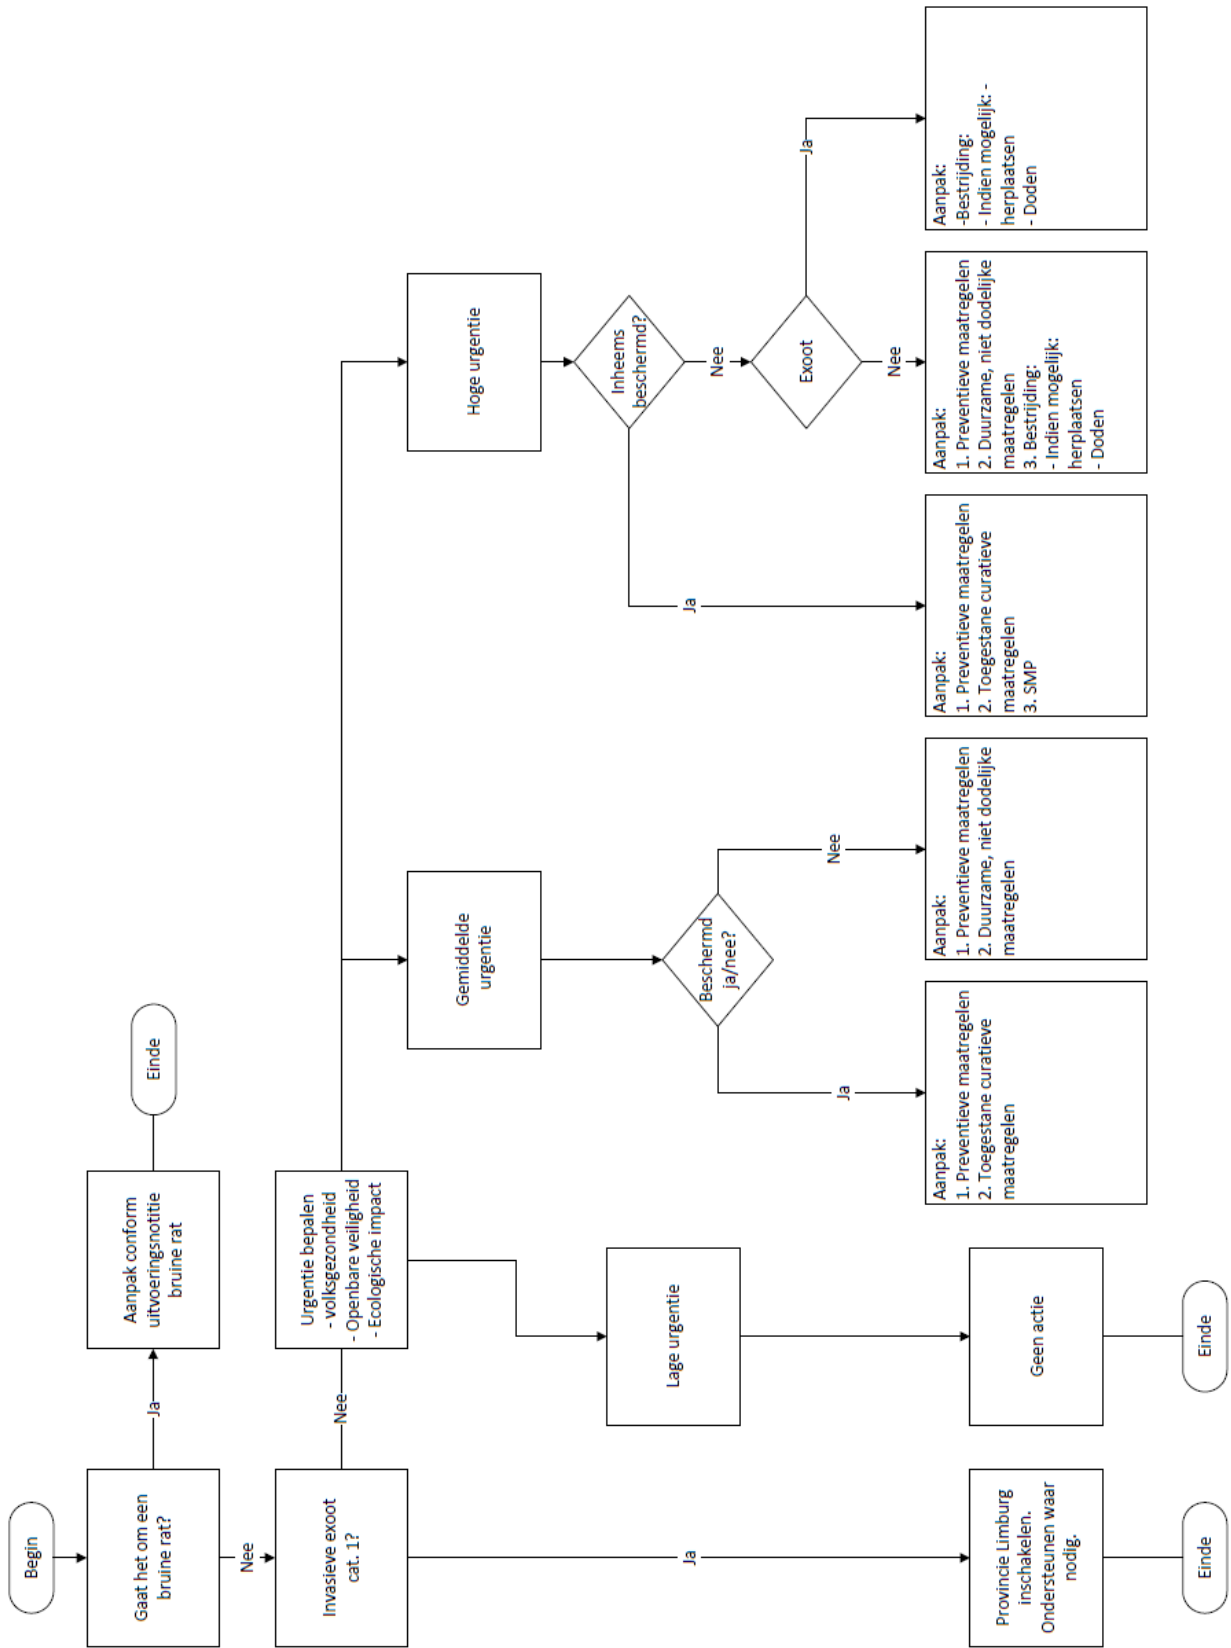 Begin
Gaat het om een
bruine rat?
Ja
Aanpak conform
uitvoeringsnotitie
bruine rat
Einde
Nee
Invasieve exoot
cat. 1?
Nee
Urgentie bepalen
- volksgezondheid
- Openbare veiligheid
- Ecologische impact
Ja
Provincie Limburg
inschakelen.
Ondersteunen waar
nodig.
Einde
Lage urgentie
Geen actie
Einde
Gemiddelde
urgentie
Beschermd
ja/nee?
Ja
Aanpak:
1. Preventieve maatregelen
2. Toegestane curatieve
maatregelen
Nee
Aanpak:
1. Preventieve maatregelen
2. Duurzame, niet dodelijke
maatregelen
Hoge urgentie
Inheems
beschermd?
Ja
Aanpak:
1. Preventieve maatregelen
2. Toegestane curatieve
maatregelen
3. SMP
Nee
Exoot
Nee
Aanpak:
1. Preventieve maatregelen
2. Duurzame, niet dodelijke
maatregelen
3. Bestrijding:
- Indien mogelijk:
herplaatsen
- Doden
Ja
Aanpak:
-Bestrijding:
- Indien mogelijk: -
herplaatsen
- Doden